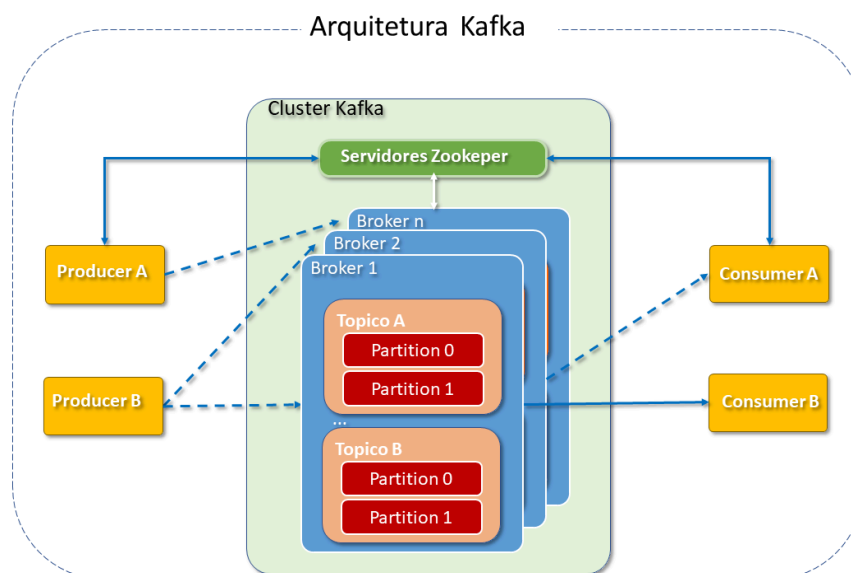 Arquitetura Kafka
Cluster Kafka
Servidores Zookeper
Broker n
Broker 2
Broker 1
Producer A
Consumer A
Topico A
Partition 0
Partition 1
Producer B
Consumer B
...
Topico B
Partition 0
Partition 1